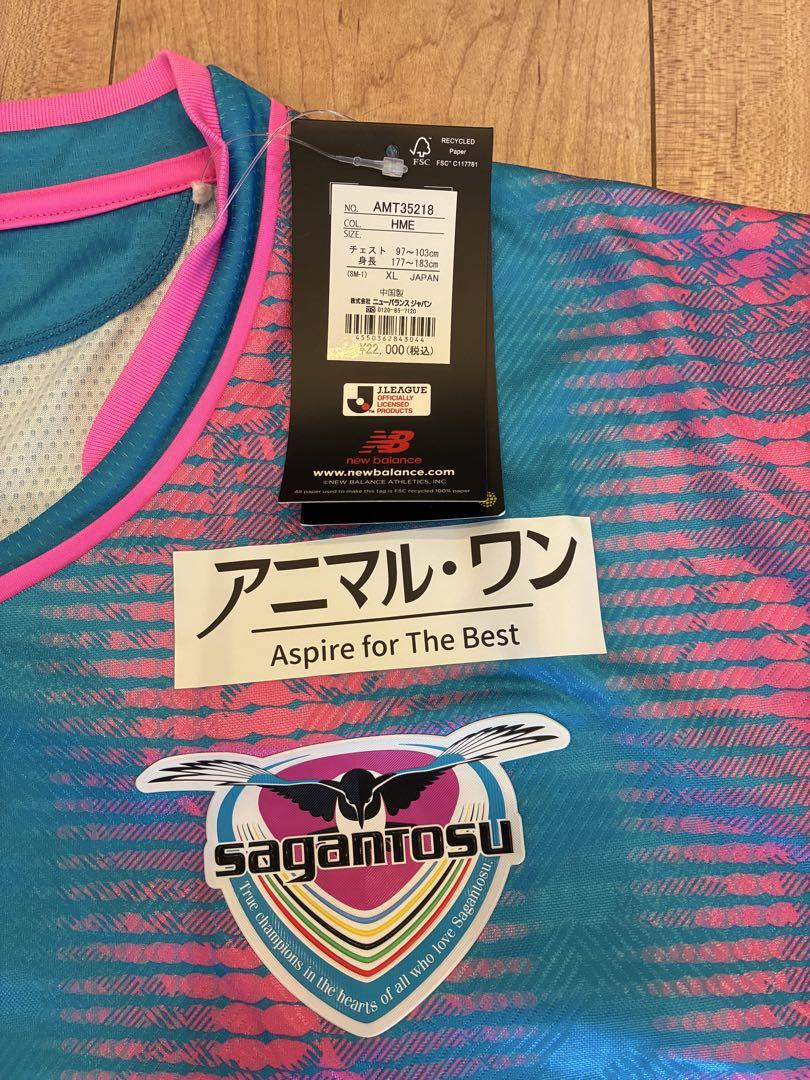 RECYCLED
Paper
FSC® C117781
FSC
NO. AMT35218
COL. HME
SIZE.
チェスト 97〜103cm
身長 177〜183cm
(SM-1) XL JAPAN
中国製
株式会社 ニューバランス ジャパン
0120-85-7120
4550362843044
¥22,000(税込)
J.LEAGUE
OFFICIALLY
LICENSED
PRODUCTS
NB
new balance
www.newbalance.com
©NEW BALANCE ATHLETICS, INC
All paper used to make this tag is FSC recycled 100% paper
アニマル・ワン
Aspire for The Best
sagantosu
True champions in the hearts of all who love Sagantosu.